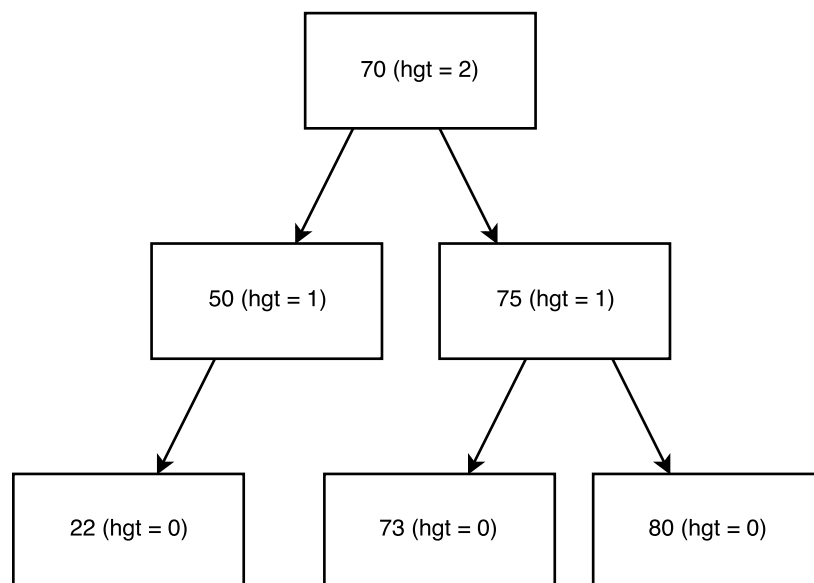 70 (hgt = 2)
50 (hgt = 1)
75 (hgt = 1)
22 (hgt = 0)
73 (hgt = 0)
80 (hgt = 0)